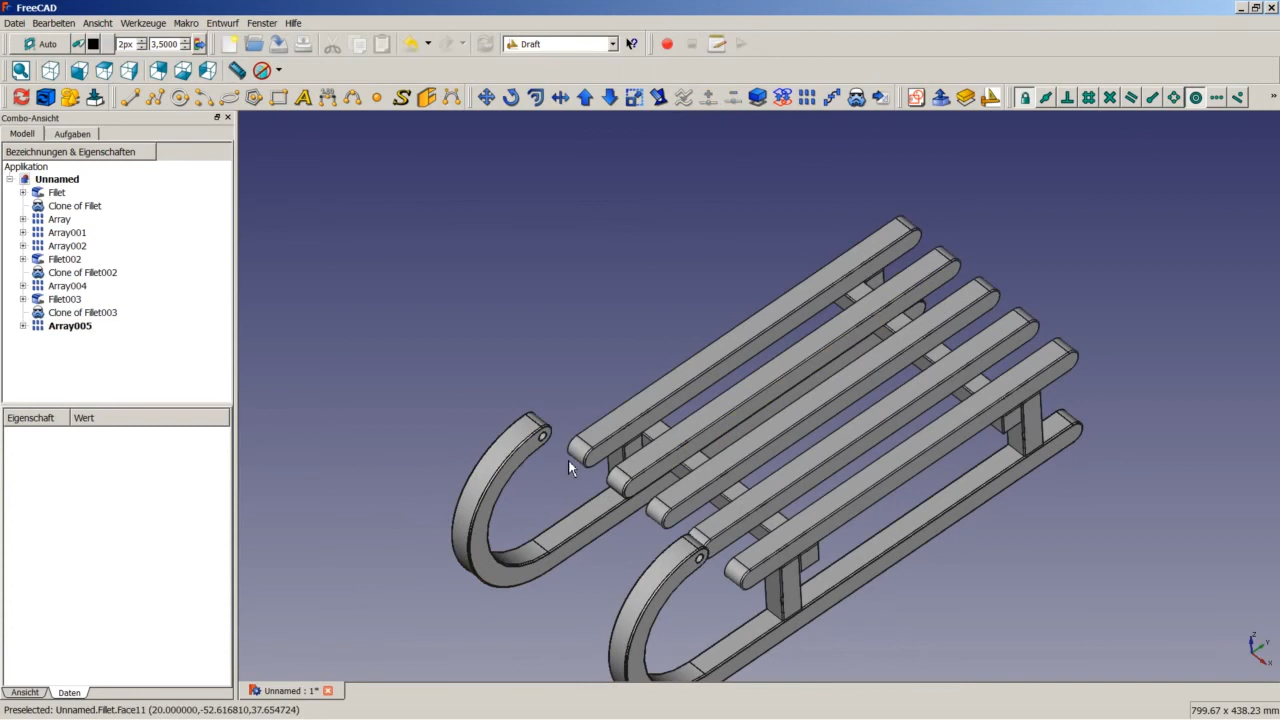 FreeCAD
Datei Bearbeiten Ansicht Werkzeuge Makro Entwurf Fenster Hilfe
Auto 2px 3,5000 Draft
Combo-Ansicht
Modell Aufgaben
Bezeichnungen & Eigenschaften
Applikation
Unnamed
Fillet
Clone of Fillet
Array
Array001
Array002
Fillet002
Clone of Fillet002
Array004
Fillet003
Clone of Fillet003
Array005
Eigenschaft Wert
Ansicht Daten
Unnamed : 1*
Preselected: Unnamed.Fillet.Face11 (20.000000,-52.616810,37.654724)
799.67 x 438.23 mm
Z
Y
X